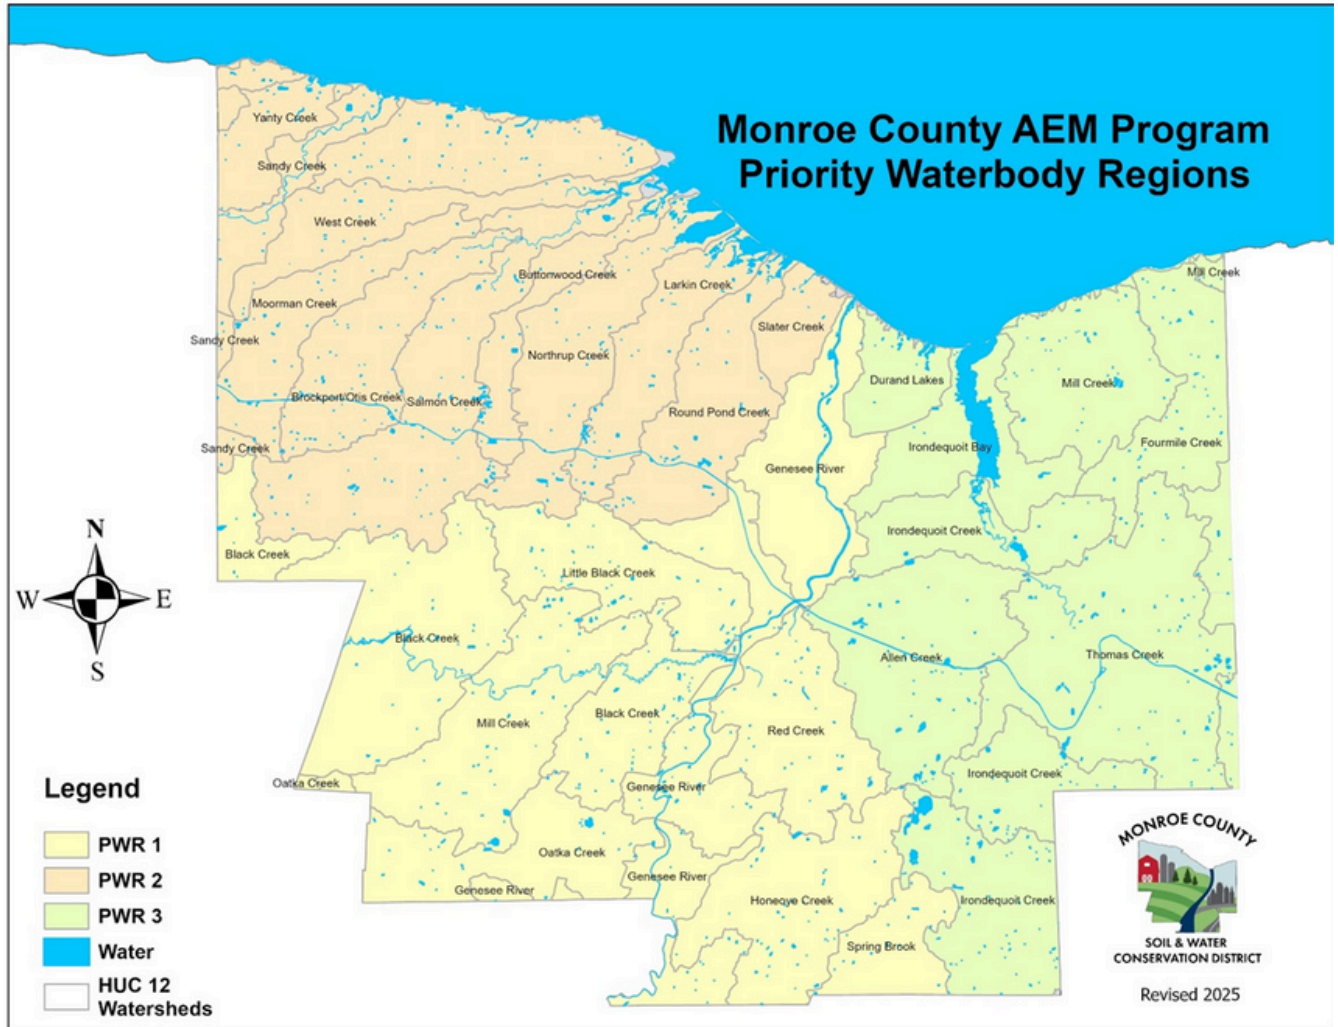 Monroe County AEM Program
Priority Waterbody Regions
Yanty Creek
Sandy Creek
West Creek
Mill Creek
Buttonwood Creek
Larkin Creek
Moorman Creek
Slater Creek
Sandy Creek
Northrup Creek
Durand Lakes
Mill Creek
Brockport/Otis Creek
Salmon Creek
Round Pond Creek
Sandy Creek
Irondequoit Bay
Fourmile Creek
Genesee River
Irondequoit Creek
Black Creek
Little Black Creek
N
W
E
S
Black Creek
Allen Creek
Thomas Creek
Mill Creek
Black Creek
Red Creek
Oatka Creek
Genesee River
Irondequoit Creek
Oatka Creek
Genesee River
Genesee River
Honeoye Creek
Irondequoit Creek
Spring Brook
Legend
PWR 1
PWR 2
PWR 3
Water
HUC 12
Watersheds
MONROE COUNTY
SOIL & WATER
CONSERVATION DISTRICT
Revised 2025